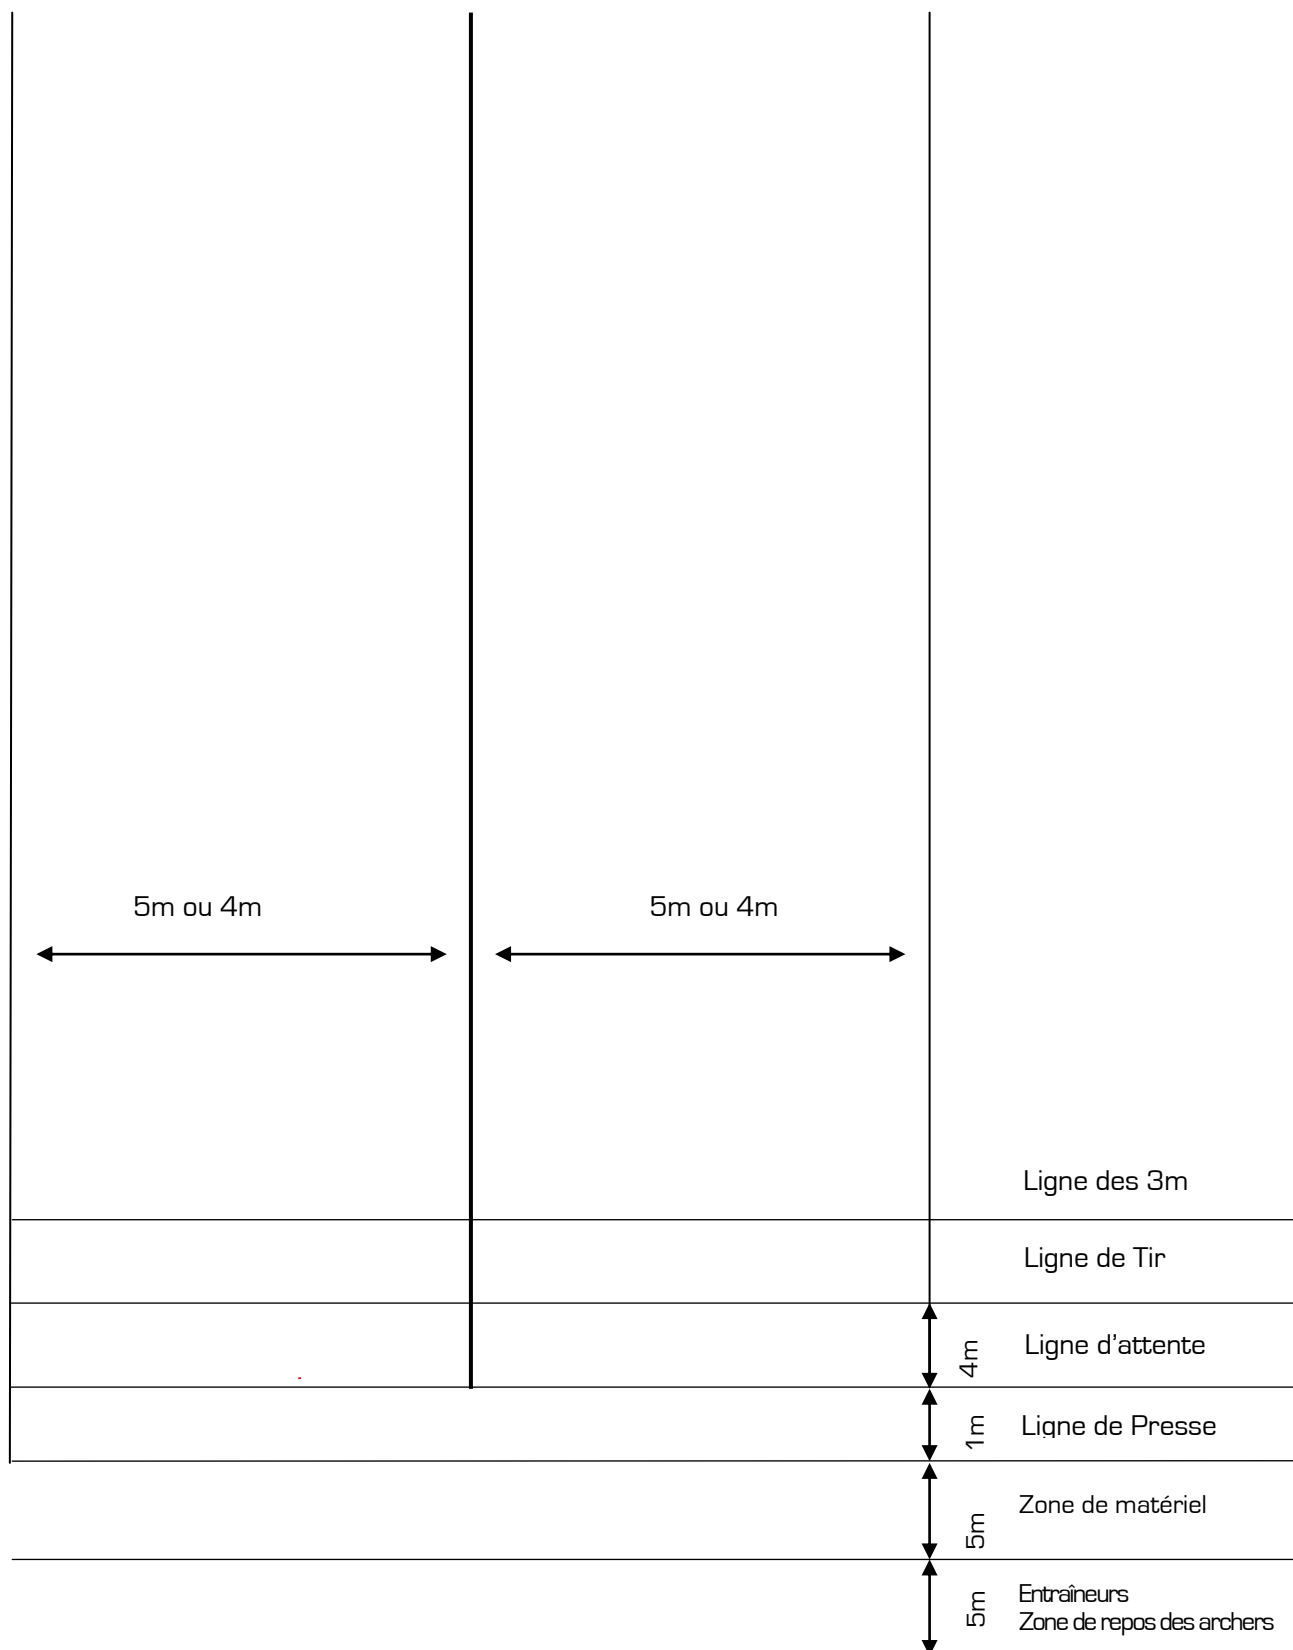 5m ou 4m
5m ou 4m
Ligne des 3m
Ligne de Tir
4m
Ligne d'attente
1m
Ligne de Presse
5m
Zone de matériel
5m
Entraîneurs
Zone de repos des archers